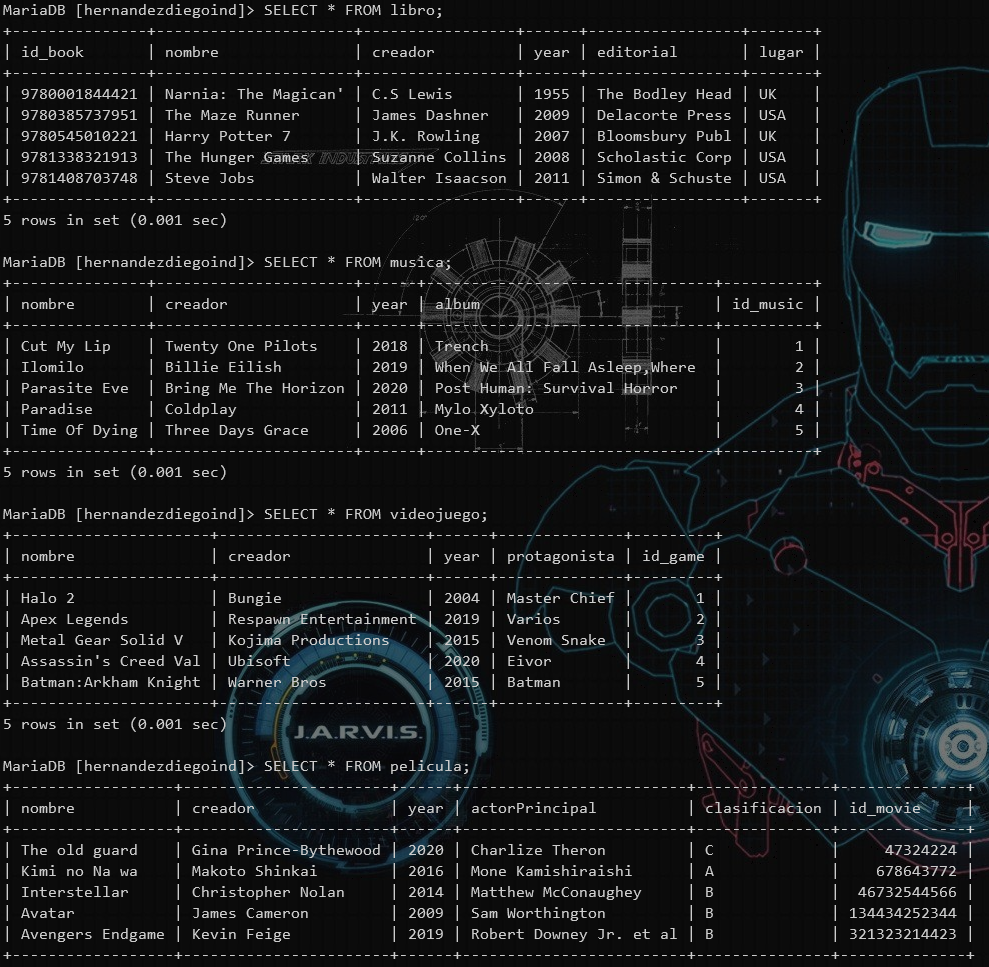 MariaDB [hernandezdiegoind]> SELECT * FROM libro;
+---------------+----------------------+-----------------+------+----------------+-------+
| id_book       | nombre               | creador         | year | editorial      | lugar |
+---------------+----------------------+-----------------+------+----------------+-------+
| 9780001844421 | Narnia: The Magican' | C.S Lewis       | 1955 | The Bodley Head | UK    |
| 9780385737951 | The Maze Runner      | James Dashner   | 2009 | Delacorte Press | USA   |
| 9780545010221 | Harry Potter 7       | J.K. Rowling    | 2007 | Bloomsbury Publ | UK    |
| 9781338321913 | The Hunger Games     | Suzanne Collins | 2008 | Scholastic Corp | USA   |
| 9781408703748 | Steve Jobs           | Walter Isaacson | 2011 | Simon & Schuste | USA   |
+---------------+----------------------+-----------------+------+----------------+-------+
5 rows in set (0.001 sec)
MariaDB [hernandezdiegoind]> SELECT * FROM musica;
+---------------+----------------------+------+--------------------------------+----------+
| nombre        | creador              | year | album                          | id_music |
+---------------+----------------------+------+--------------------------------+----------+
| Cut My Lip    | Twenty One Pilots    | 2018 | Trench                         |        1 |
| Ilomilo       | Billie Eilish        | 2019 | When We All Fall Asleep,Where  |        2 |
| Parasite Eve  | Bring Me The Horizon | 2020 | Post Human: Survival Horror    |        3 |
| Paradise      | Coldplay             | 2011 | Mylo Xyloto                    |        4 |
| Time Of Dying | Three Days Grace     | 2006 | One-X                          |        5 |
+---------------+----------------------+------+--------------------------------+----------+
5 rows in set (0.001 sec)
MariaDB [hernandezdiegoind]> SELECT * FROM videojuego;
+----------------------+-----------------------+------+--------------+---------+
| nombre               | creador               | year | protagonista | id_game |
+----------------------+-----------------------+------+--------------+---------+
| Halo 2               | Bungie                | 2004 | Master Chief |       1 |
| Apex Legends         | Respawn Entertainment | 2019 | Varios       |       2 |
| Metal Gear Solid V   | Kojima Productions    | 2015 | Venom Snake  |       3 |
| Assassin's Creed Val | Ubisoft               | 2020 | Eivor        |       4 |
| Batman:Arkham Knight | Warner Bros           | 2015 | Batman       |       5 |
+----------------------+-----------------------+------+--------------+---------+
5 rows in set (0.001 sec)
J.A.R.V.I.S.
MariaDB [hernandezdiegoind]> SELECT * FROM pelicula;
+------------------+-----------------------+------+-------------------------+---------------+--------------+
| nombre           | creador               | year | actorPrincipal          | Clasificacion | id_movie     |
+------------------+-----------------------+------+-------------------------+---------------+--------------+
| The old guard    | Gina Prince-Bythewood | 2020 | Charlize Theron         | C             |     47324224 |
| Kimi no Na wa    | Makoto Shinkai        | 2016 | Mone Kamishiraishi      | A             |    678643772 |
| Interstellar     | Christopher Nolan     | 2014 | Matthew McConaughey     | B             |  46732544566 |
| Avatar           | James Cameron         | 2009 | Sam Worthington         | B             | 134434252344 |
| Avengers Endgame | Kevin Feige           | 2019 | Robert Downey Jr. et al | B             | 321323214423 |
+------------------+-----------------------+------+-------------------------+---------------+--------------+